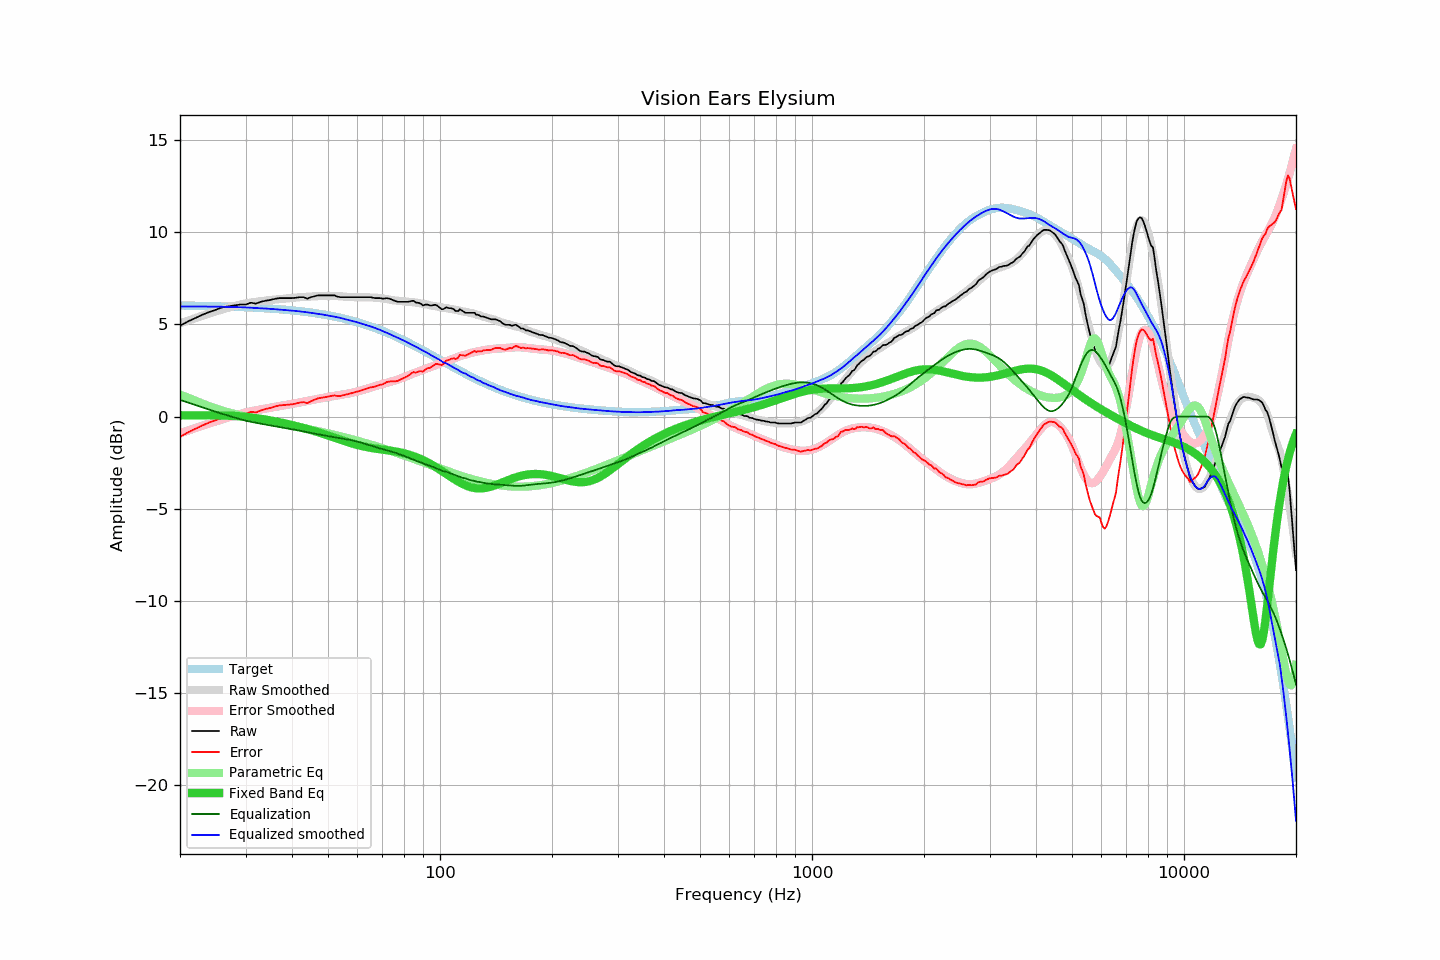 Vision Ears Elysium
Amplitude (dBr)
15
10
5
0
−5
−10
−15
−20
Target
Raw Smoothed
Error Smoothed
Raw
Error
Parametric Eq
Fixed Band Eq
Equalization
Equalized smoothed
100 1000 10000
Frequency (Hz)